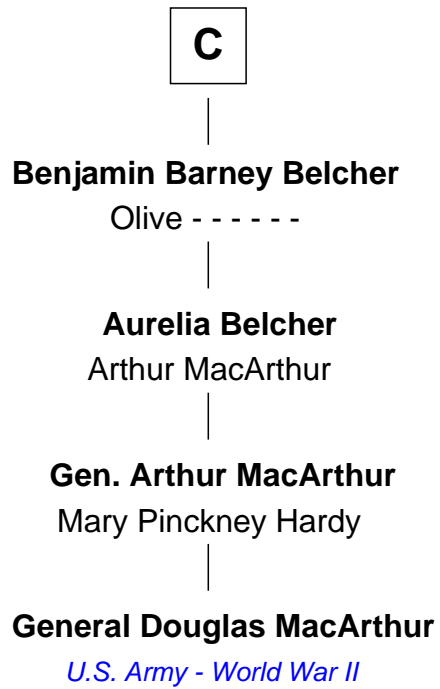 C
Benjamin Barney Belcher
Olive - - - - - -
Aurelia Belcher
Arthur MacArthur
Gen. Arthur MacArthur
Mary Pinckney Hardy
General Douglas MacArthur
U.S. Army - World War II